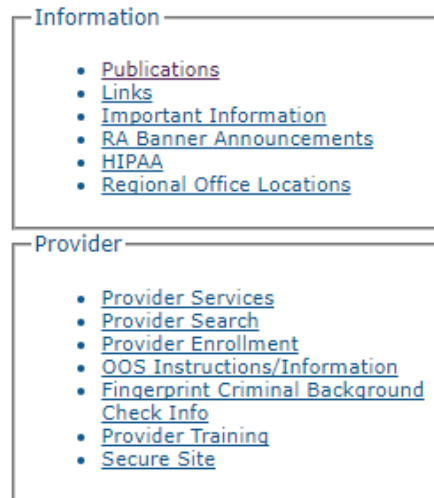 Information
Publications
Links
Important Information
RA Banner Announcements
HIPAA
Regional Office Locations
Provider
Provider Services
Provider Search
Provider Enrollment
OOS Instructions/Information
Fingerprint Criminal Background
Check Info
Provider Training
Secure Site